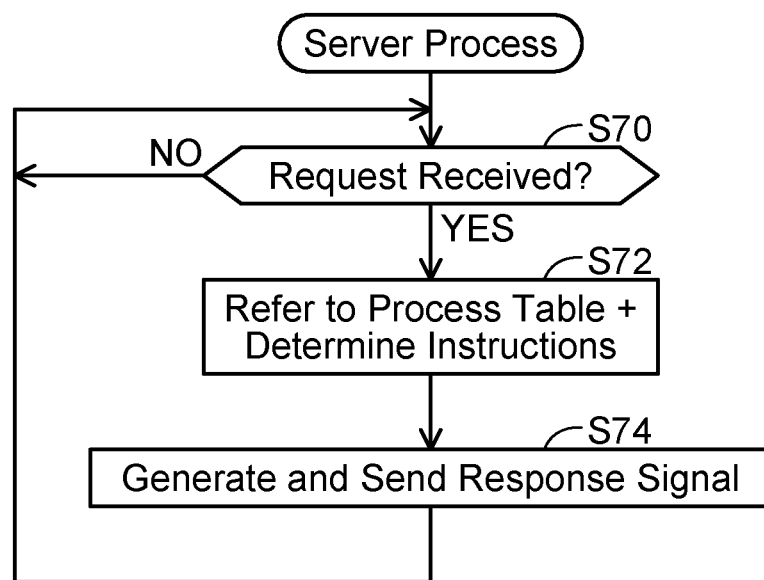 Server Process
S70
NO
Request Received?
YES
S72
Refer to Process Table +
Determine Instructions
S74
Generate and Send Response Signal